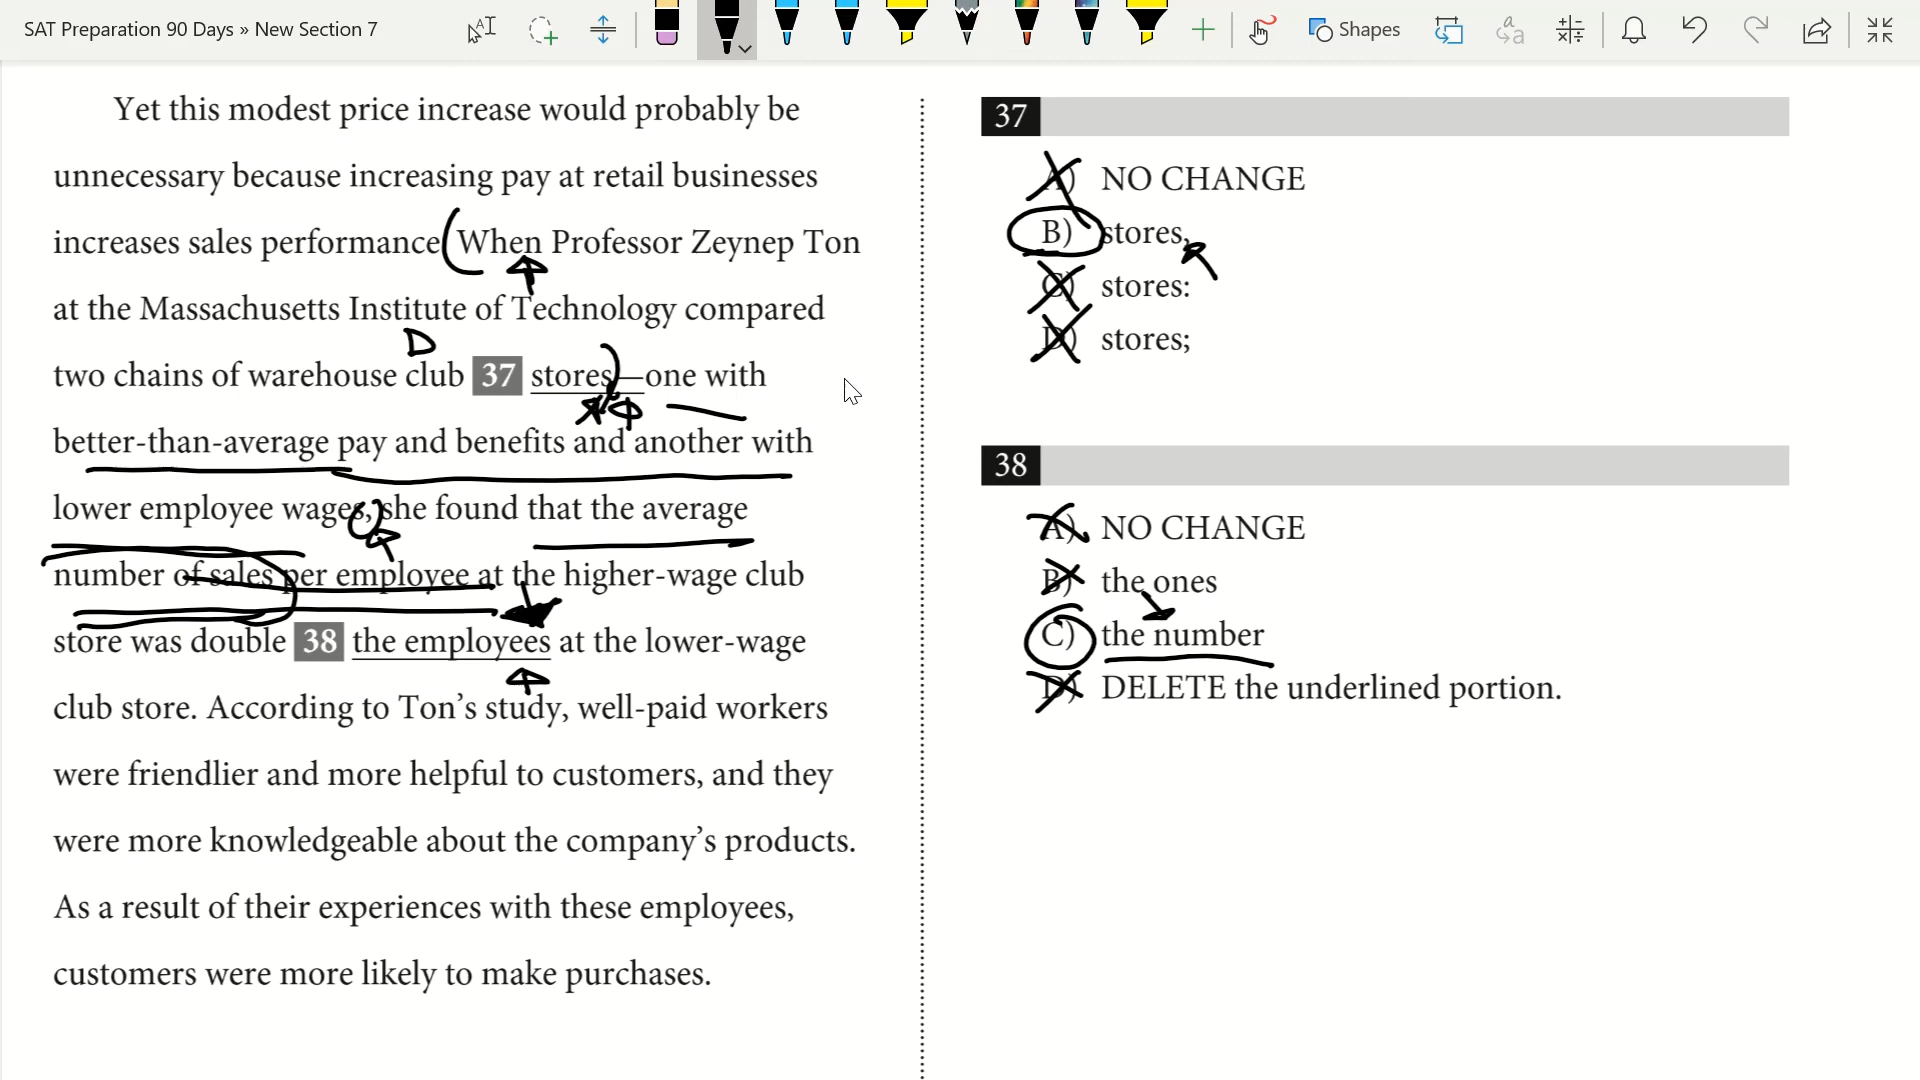 SAT Preparation 90 Days » New Section 7
Shapes
Yet this modest price increase would probably be
unnecessary because increasing pay at retail businesses
increases sales performance When Professor Zeynep Ton
at the Massachusetts Institute of Technology compared
D
two chains of warehouse club 37 stores—one with
better-than-average pay and benefits and another with
lower employee wages, she found that the average
number of sales per employee at the higher-wage club
store was double 38 the employees at the lower-wage
club store. According to Ton’s study, well-paid workers
were friendlier and more helpful to customers, and they
were more knowledgeable about the company’s products.
As a result of their experiences with these employees,
customers were more likely to make purchases.
37
A) NO CHANGE
B) stores,
C) stores:
D) stores;
38
A) NO CHANGE
B) the ones
C) the number
D) DELETE the underlined portion.